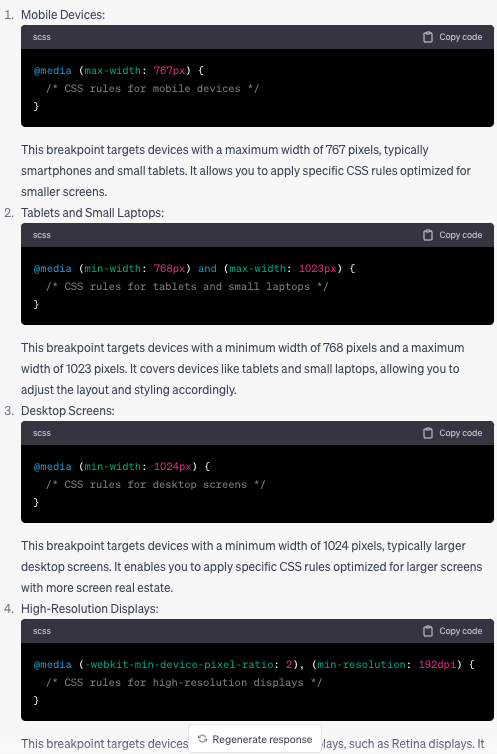 1. Mobile Devices:
scss Copy code
@media (max-width: 767px) {
/* CSS rules for mobile devices */
}
This breakpoint targets devices with a maximum width of 767 pixels, typically
smartphones and small tablets. It allows you to apply specific CSS rules optimized for
smaller screens.
2. Tablets and Small Laptops:
scss Copy code
@media (min-width: 768px) and (max-width: 1023px) {
/* CSS rules for tablets and small laptops */
}
This breakpoint targets devices with a minimum width of 768 pixels and a maximum
width of 1023 pixels. It covers devices like tablets and small laptops, allowing you to
adjust the layout and styling accordingly.
3. Desktop Screens:
scss Copy code
@media (min-width: 1024px) {
/* CSS rules for desktop screens */
}
This breakpoint targets devices with a minimum width of 1024 pixels, typically larger
desktop screens. It enables you to apply specific CSS rules optimized for larger screens
with more screen real estate.
4. High-Resolution Displays:
scss Copy code
@media (-webkit-min-device-pixel-ratio: 2), (min-resolution: 192dpi) {
/* CSS rules for high-resolution displays */
}
This breakpoint targets devices Regenerate response lays, such as Retina displays. It